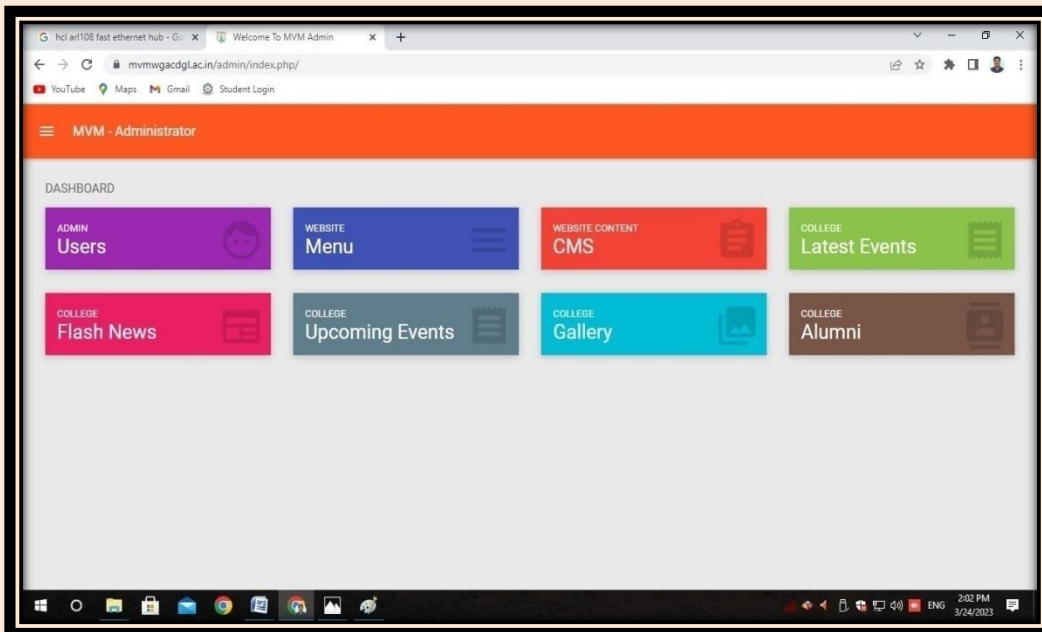 hcl arl108 fast ethernet hub - Go
Welcome To MVM Admin
mvmwgacdgl.ac.in/admin/index.php/
YouTube
Maps
Gmail
Student Login
MVM - Administrator
DASHBOARD
ADMIN
Users
WEBSITE
Menu
WEBSITE CONTENT
CMS
COLLEGE
Latest Events
COLLEGE
Flash News
COLLEGE
Upcoming Events
COLLEGE
Gallery
COLLEGE
Alumni
ENG
2:02 PM
3/24/2023